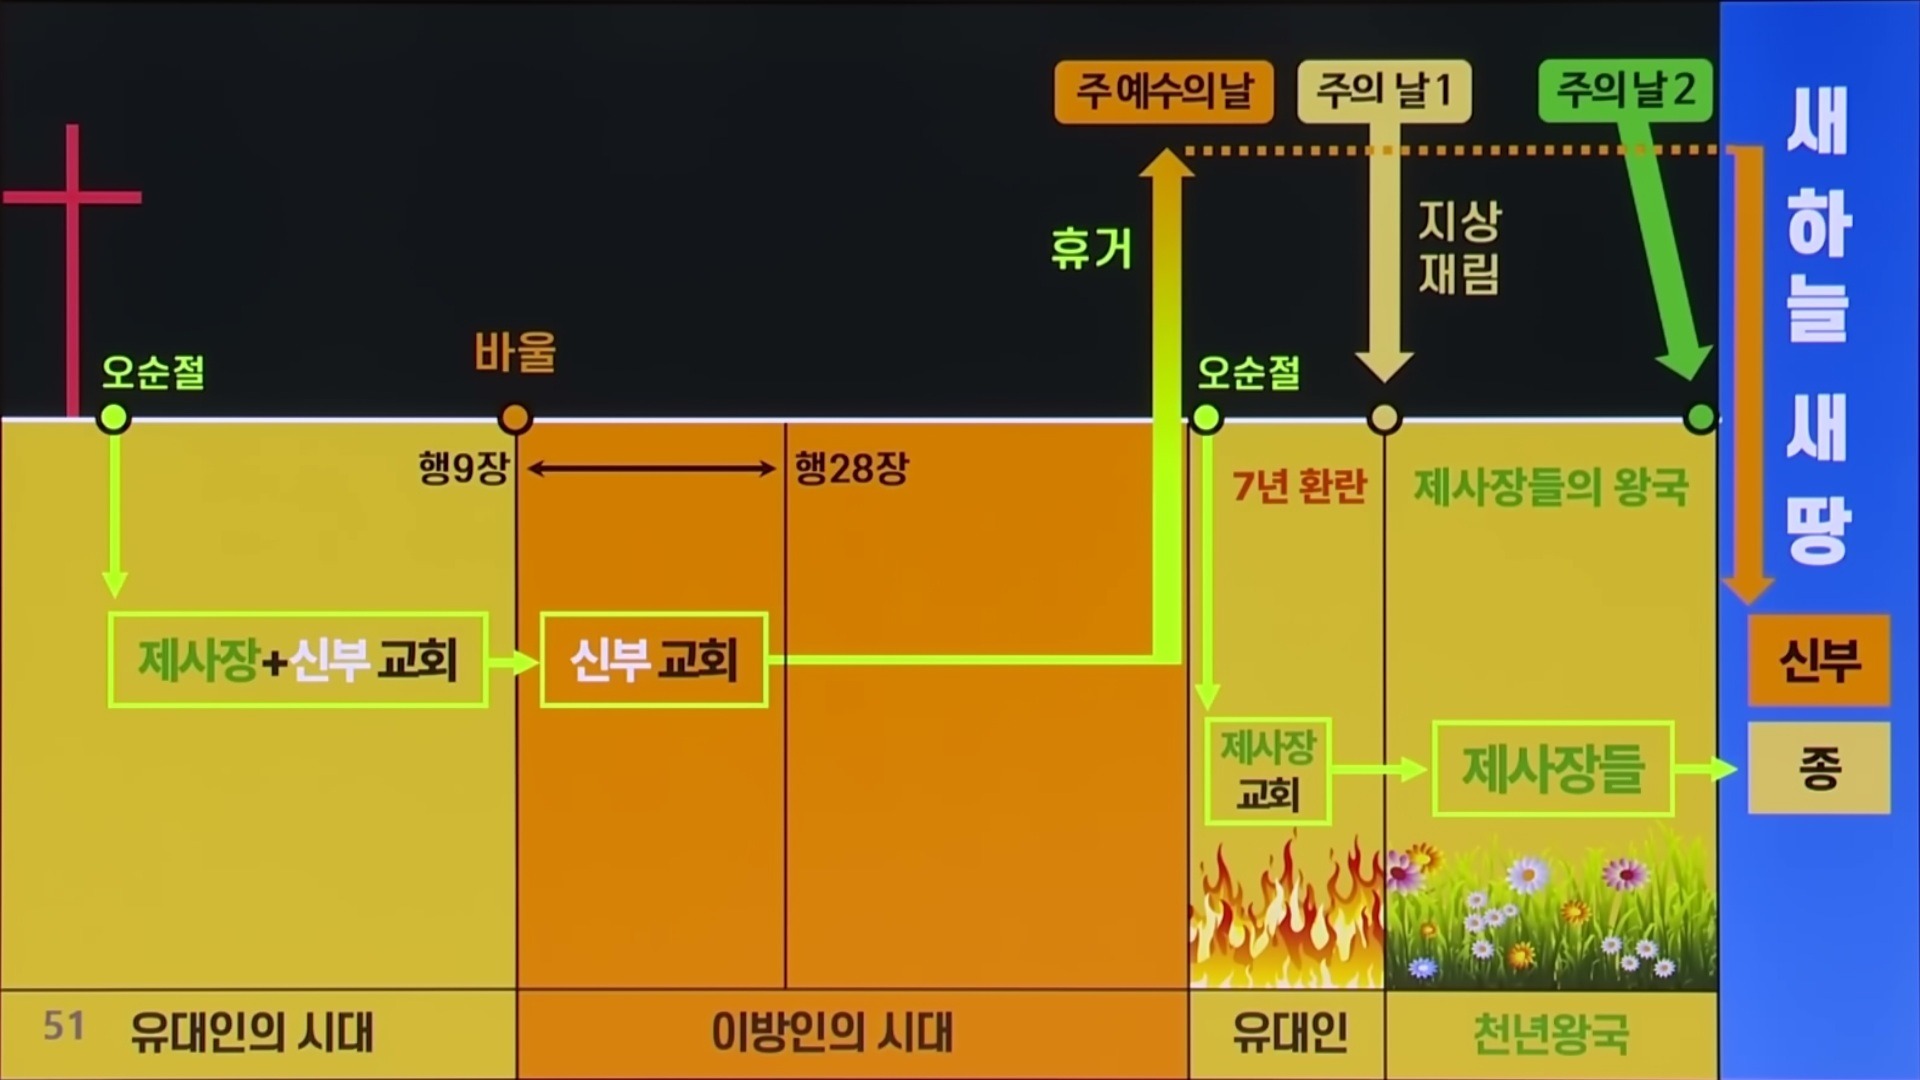 주 예수의 날
주의 날 1
주의 날 2
새 하늘 새 땅
휴거
지상
재림
오순절
바울
오순절
행9장
행28장
7년 환란
제사장들의 왕국
제사장+신부 교회
신부 교회
신부
제사장
교회
제사장들
종
51
유대인의 시대
이방인의 시대
유대인
천년왕국